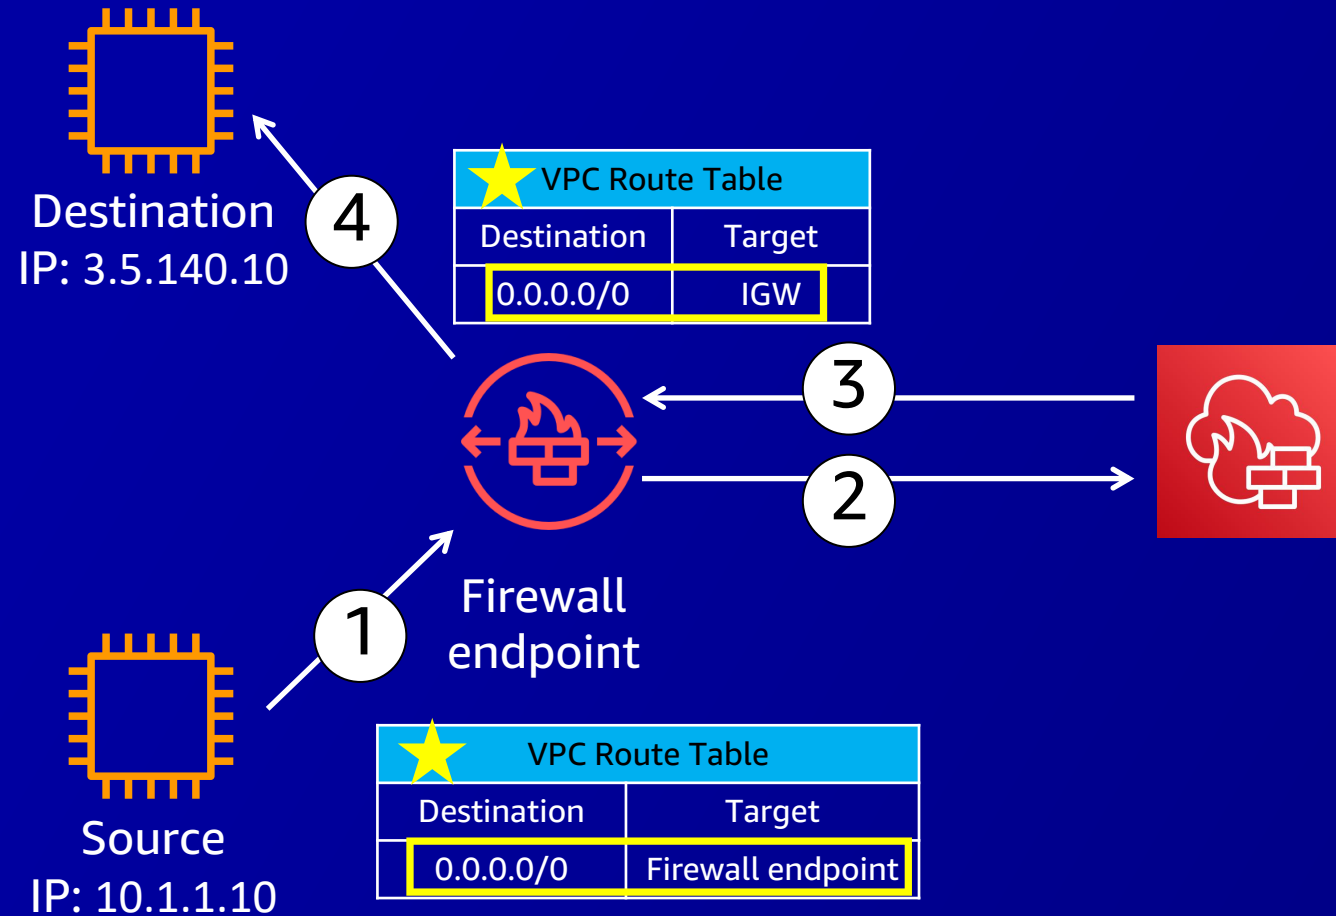 Destination
IP: 3.5.140.10
4
VPC Route Table
Destination Target
0.0.0.0/0 IGW
3
2
1
Firewall
endpoint
Source
IP: 10.1.1.10
VPC Route Table
Destination Target
0.0.0.0/0 Firewall endpoint